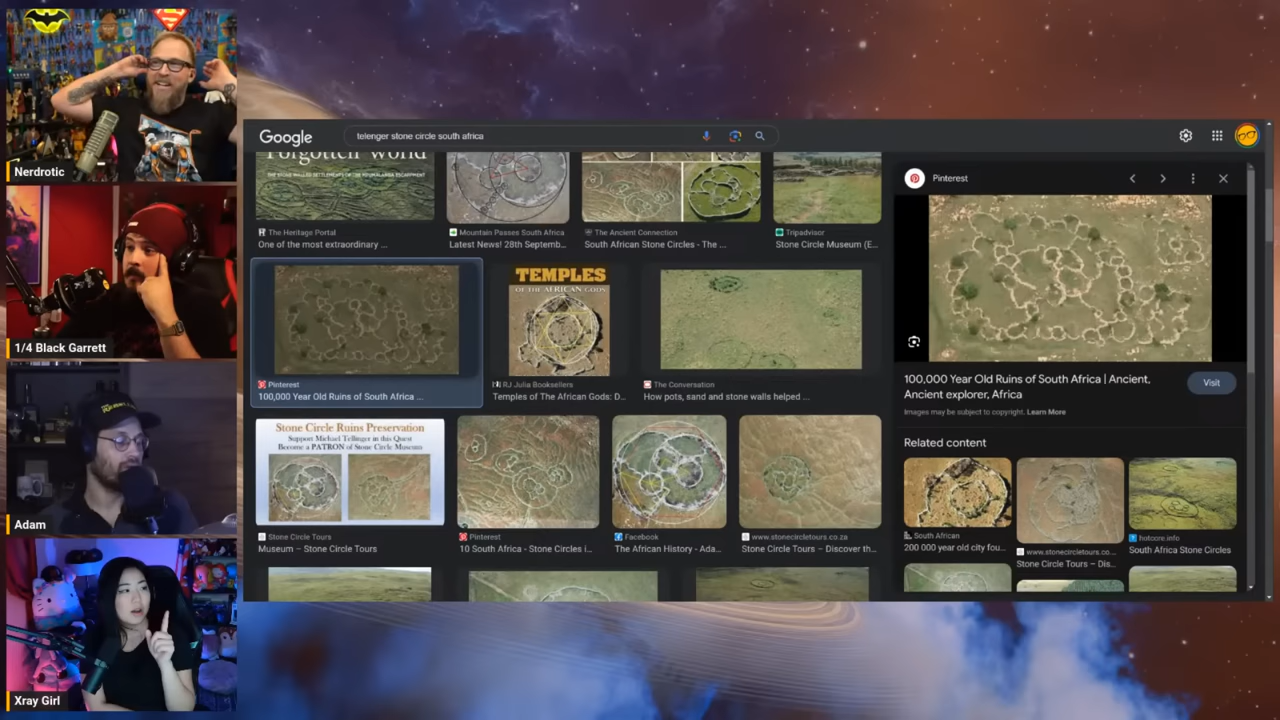 Nerdrotic
1/4 Black Garrett
Adam
Xray Girl
Google
telenger stone circle south africa
Forgotten World
THE STONE WALLED SETTLEMENTS OF THE MPUMALANGA ESCARPMENT
The Heritage Portal
One of the most extraordinary ...
Mountain Passes South Africa
Latest News! 28th Septemb...
The Ancient Connection
South African Stone Circles - The ...
Tripadvisor
Stone Circle Museum (E...
Pinterest
100,000 Year Old Ruins of South Africa ...
TEMPLES
OF THE AFRICAN GODS
RJ Julia Booksellers
Temples of The African Gods: D...
The Conversation
How pots, sand and stone walls helped ...
Stone Circle Ruins Preservation
Support Michael Tellinger in this Quest
Become a PATRON of Stone Circle Museum
Stone Circle Tours
Museum – Stone Circle Tours
Pinterest
10 South Africa - Stone Circles i...
Facebook
The African History - Ada...
www.stonecircletours.co.za
Stone Circle Tours – Discover th...
Pinterest
100,000 Year Old Ruins of South Africa | Ancient,
Ancient explorer, Africa
Visit
Images may be subject to copyright. Learn More
Related content
South African
200 000 year old city fou...
www.stonecircletours.co...
Stone Circle Tours – Dis...
hotcore.info
South Africa Stone Circles